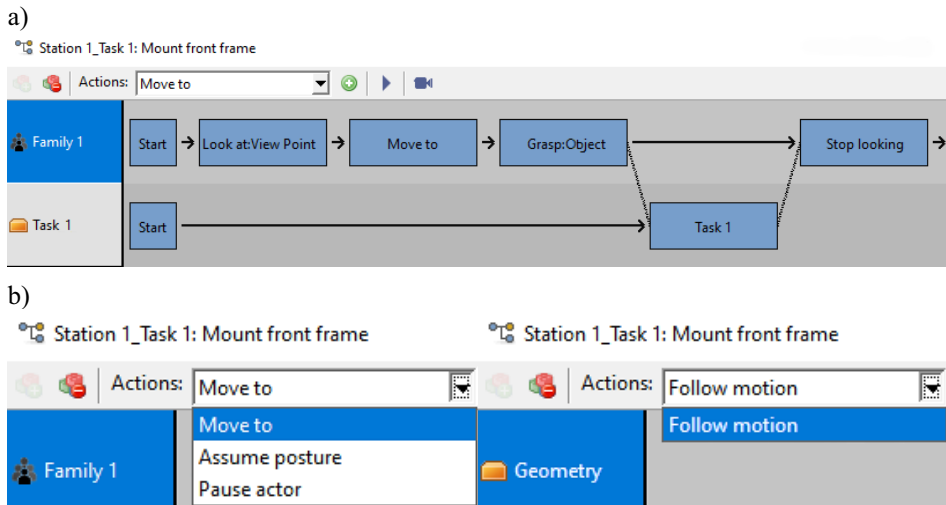 a)
Station 1_Task 1: Mount front frame
Actions: Move to
Family 1 Start Look at:View Point Move to Grasp:Object Stop looking
Task 1 Start Task 1
b)
Station 1_Task 1: Mount front frame
Actions: Move to
Move to
Assume posture
Pause actor
Family 1
Station 1_Task 1: Mount front frame
Actions: Follow motion
Follow motion
Geometry